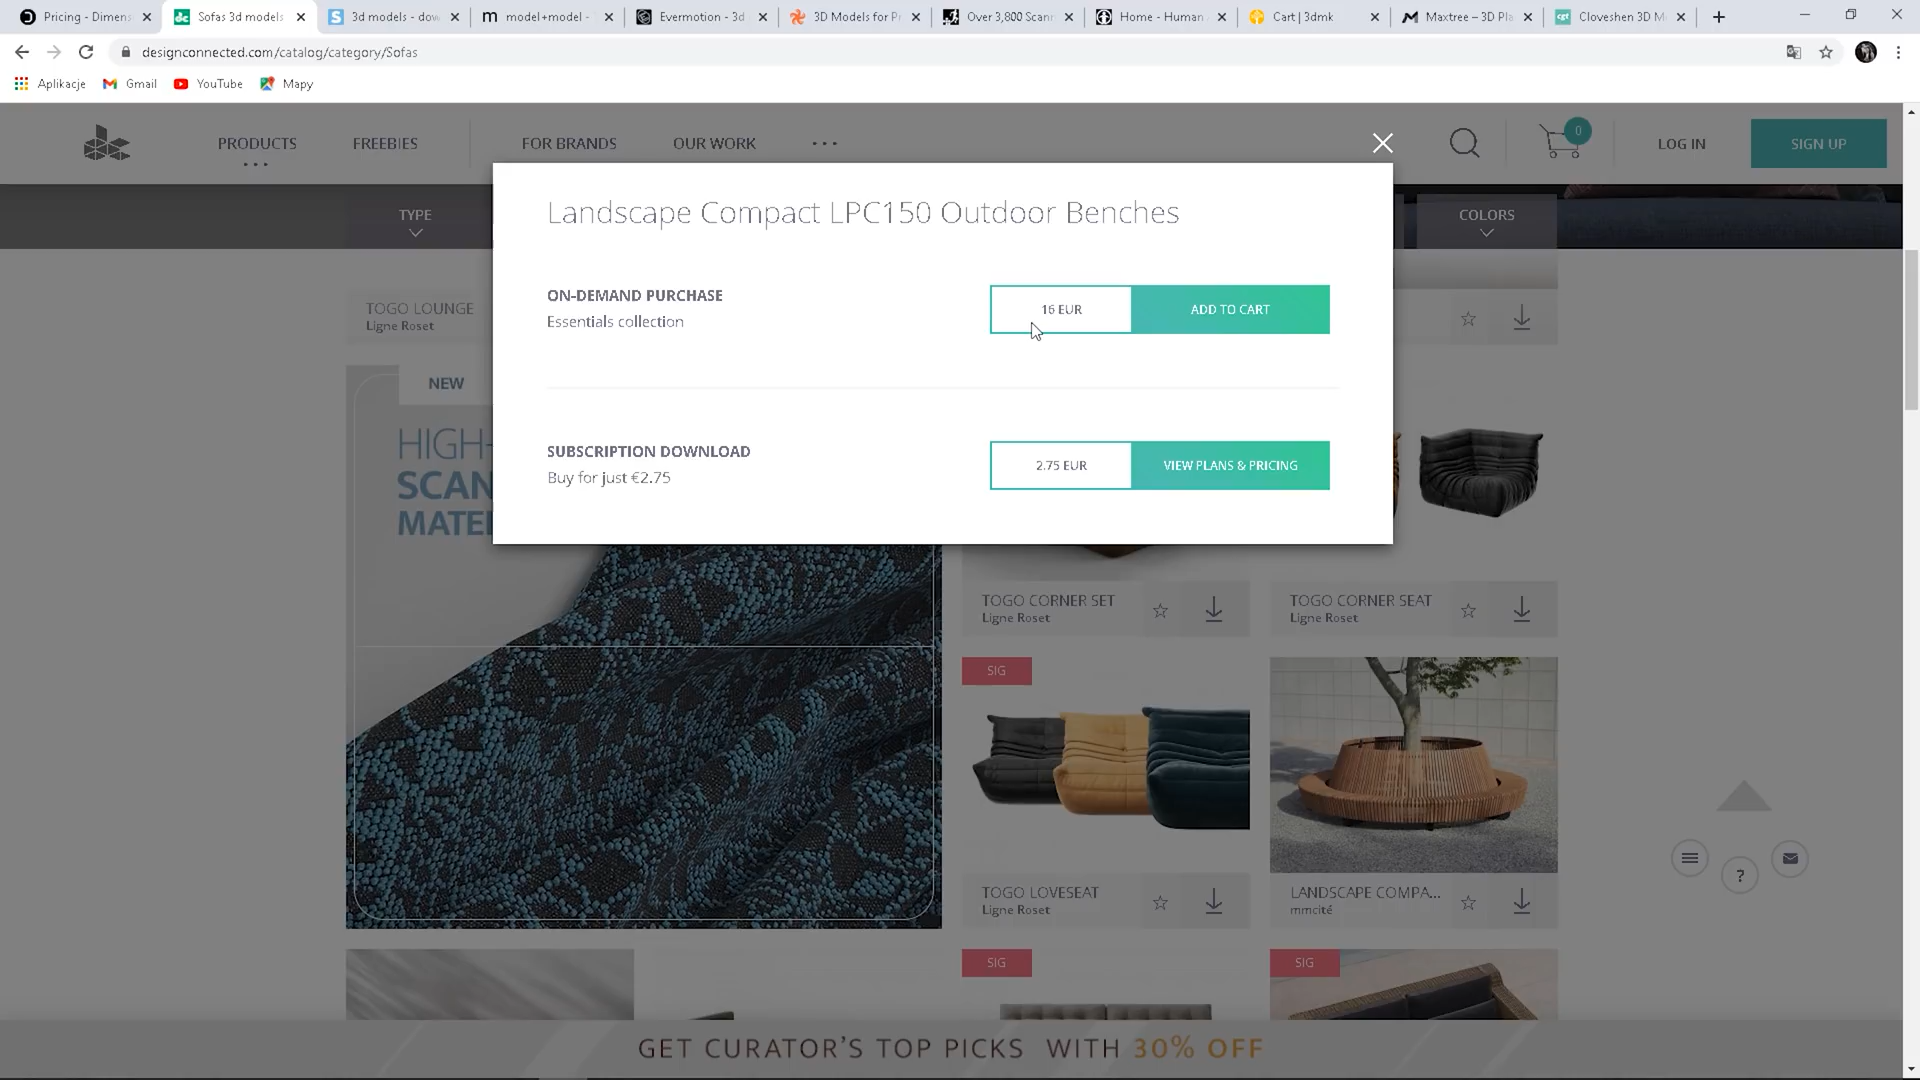 Pricing - Dimens
Sofas 3d models
3d models - dow
model+model -
Evermotion - 3d
3D Models for P
Over 3,800 Scan
Home - Human
Cart | 3dmk
Maxtree – 3D Pla
Cloveshen 3D M
designconnected.com/catalog/category/Sofas
Aplikacje
Gmail
YouTube
Mapy
PRODUCTS
FREEBIES
FOR BRANDS
OUR WORK
0
LOG IN
SIGN UP
TYPE
COLORS
Landscape Compact LPC150 Outdoor Benches
ON-DEMAND PURCHASE
Essentials collection
16 EUR
ADD TO CART
SUBSCRIPTION DOWNLOAD
Buy for just €2.75
2.75 EUR
VIEW PLANS & PRICING
TOGO LOUNGE
Ligne Roset
NEW
HIGH-
SCAN
MATE
TOGO CORNER SET
Ligne Roset
TOGO CORNER SEAT
Ligne Roset
SIG
TOGO LOVESEAT
Ligne Roset
LANDSCAPE COMPA...
mmcité
?
SIG
SIG
GET CURATOR'S TOP PICKS WITH 30% OFF